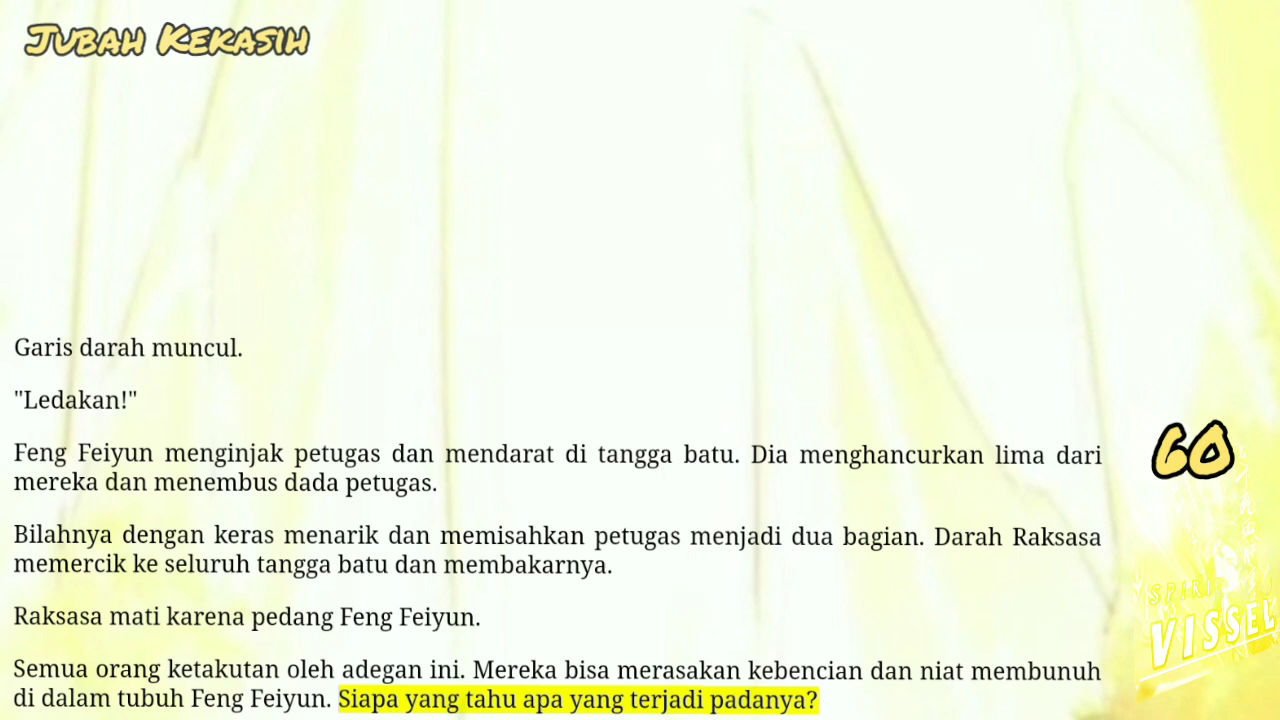 Jubah Kekasih
Garis darah muncul.
"Ledakan!"
Feng Feiyun menginjak petugas dan mendarat di tangga batu. Dia menghancurkan lima dari
mereka dan menembus dada petugas.
60
Bilahnya dengan keras menarik dan memisahkan petugas menjadi dua bagian. Darah Raksasa
memercik ke seluruh tangga batu dan membakarnya.
Raksasa mati karena pedang Feng Feiyun.
Semua orang ketakutan oleh adegan ini. Mereka bisa merasakan kebencian dan niat membunuh
di dalam tubuh Feng Feiyun. Siapa yang tahu apa yang terjadi padanya?
SPIRIT
VISSEL